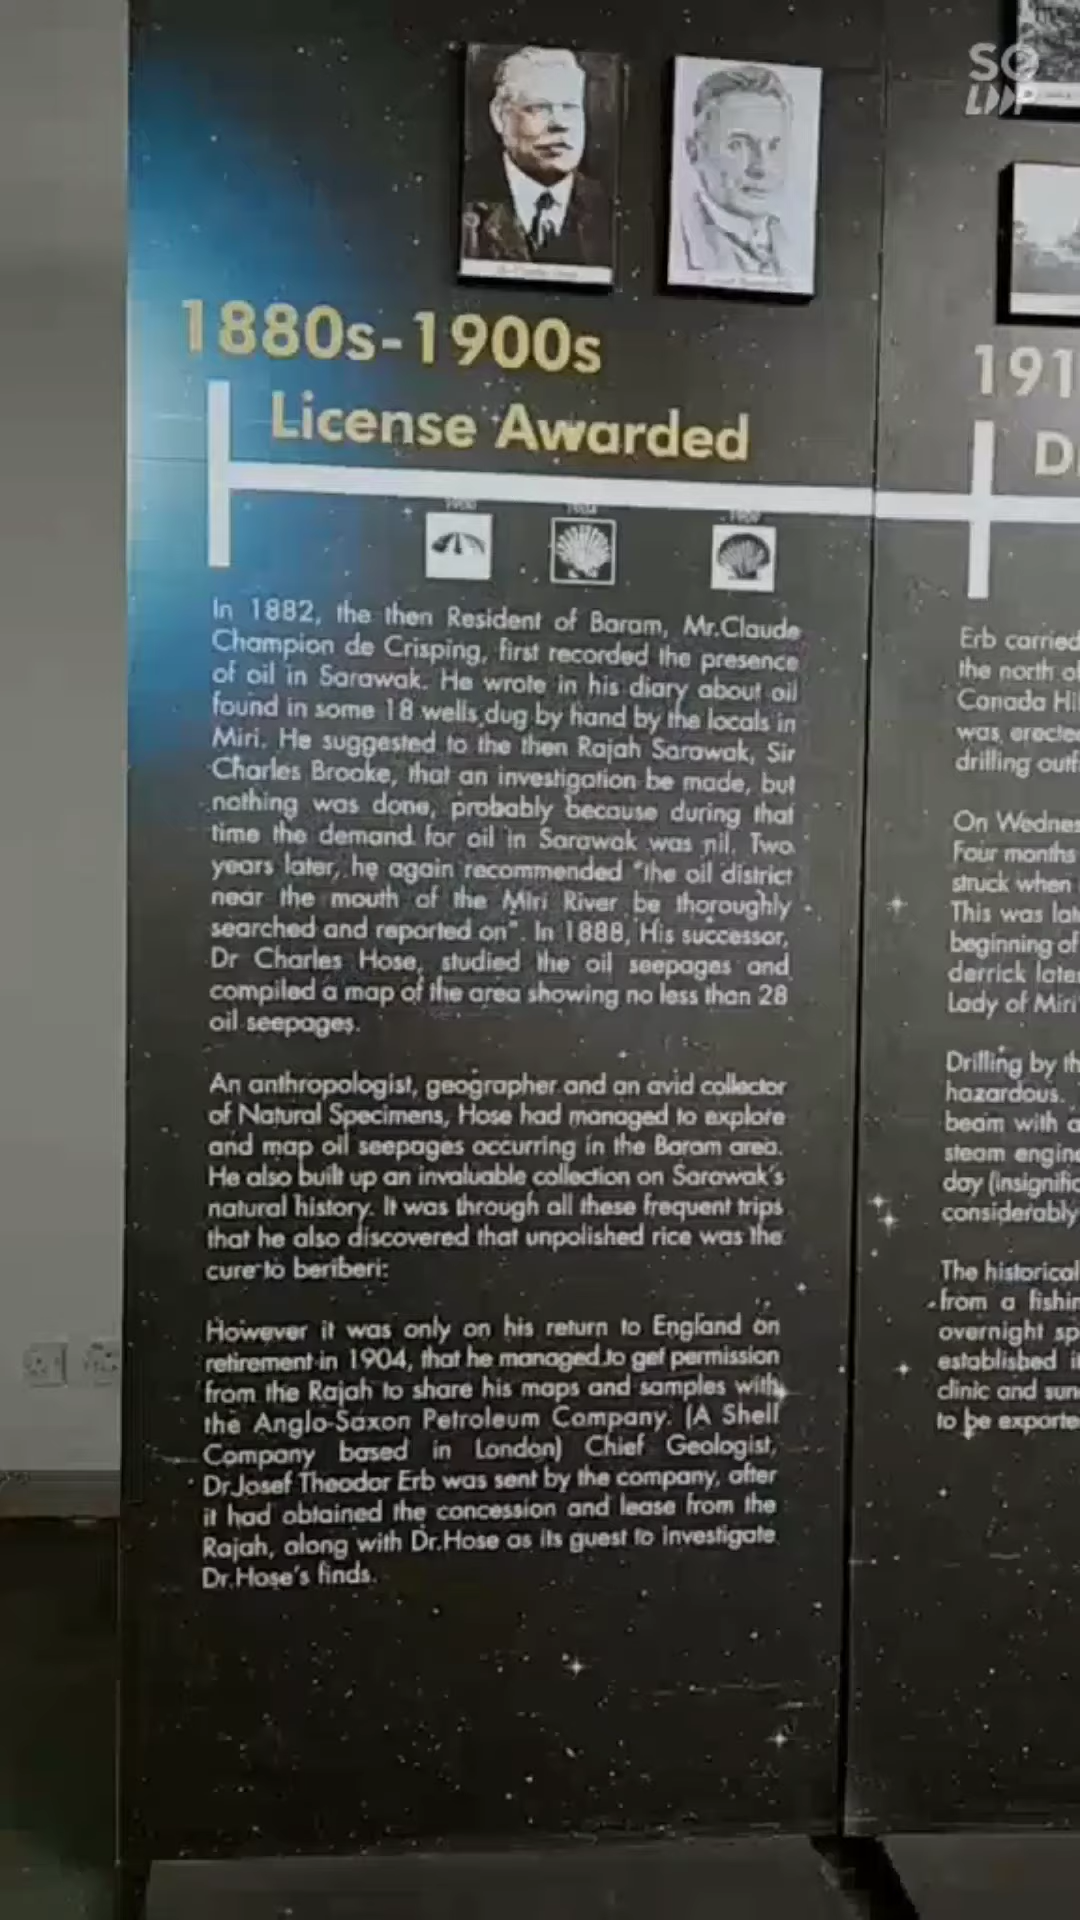 SO
LOOP
1880s-1900s
License Awarded
In 1882, the then Resident of Baram, Mr.Claude
Champion de Crisping, first recorded the presence
of oil in Sarawak. He wrote in his diary about oil
found in some 18 wells dug by hand by the locals in
Miri. He suggested to the then Rajah Sarawak, Sir
Charles Brooke, that an investigation be made, but
nothing was done, probably because during that
time the demand for oil in Sarawak was nil. Two
years later, he again recommended "the oil district
near the mouth of the Miri River be thoroughly
searched and reported on". In 1888, His successor,
Dr Charles Hose, studied the oil seepages and
compiled a map of the area showing no less than 28
oil seepages.
An anthropologist, geographer and an avid collector
of Natural Specimens, Hose had managed to explore
and map oil seepages occurring in the Baram area.
He also built up an invaluable collection on Sarawak's
natural history. It was through all these frequent trips
that he also discovered that unpolished rice was the
cure to beriberi.
However it was only on his return to England on
retirement in 1904, that he managed to get permission
from the Rajah to share his maps and samples with
the Anglo-Saxon Petroleum Company. (A Shell
Company based in London) Chief Geologist,
Dr.Josef Theodor Erb was sent by the company, after
it had obtained the concession and lease from the
Rajah, along with Dr.Hose as its guest to investigate
Dr.Hose's finds.
191
D
Erb carried
the north of
Canada Hi
was erecte
drilling outf
On Wednes
Four months
struck when
This was lat
beginning of
derrick late
Lady of Miri
Drilling by th
hazardous.
beam with a
steam engine
day (insignific
considerably
The historical
from a fishin
overnight sp
established i
clinic and sun
to be exporte